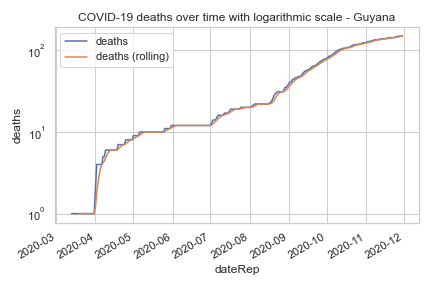 COVID-19 deaths over time with logarithmic scale - Guyana
deaths
deaths (rolling)
10²
10¹
10⁰
deaths
2020-03
2020-04
2020-05
2020-06
2020-07
2020-08
2020-09
2020-10
2020-11
2020-12
dateRep